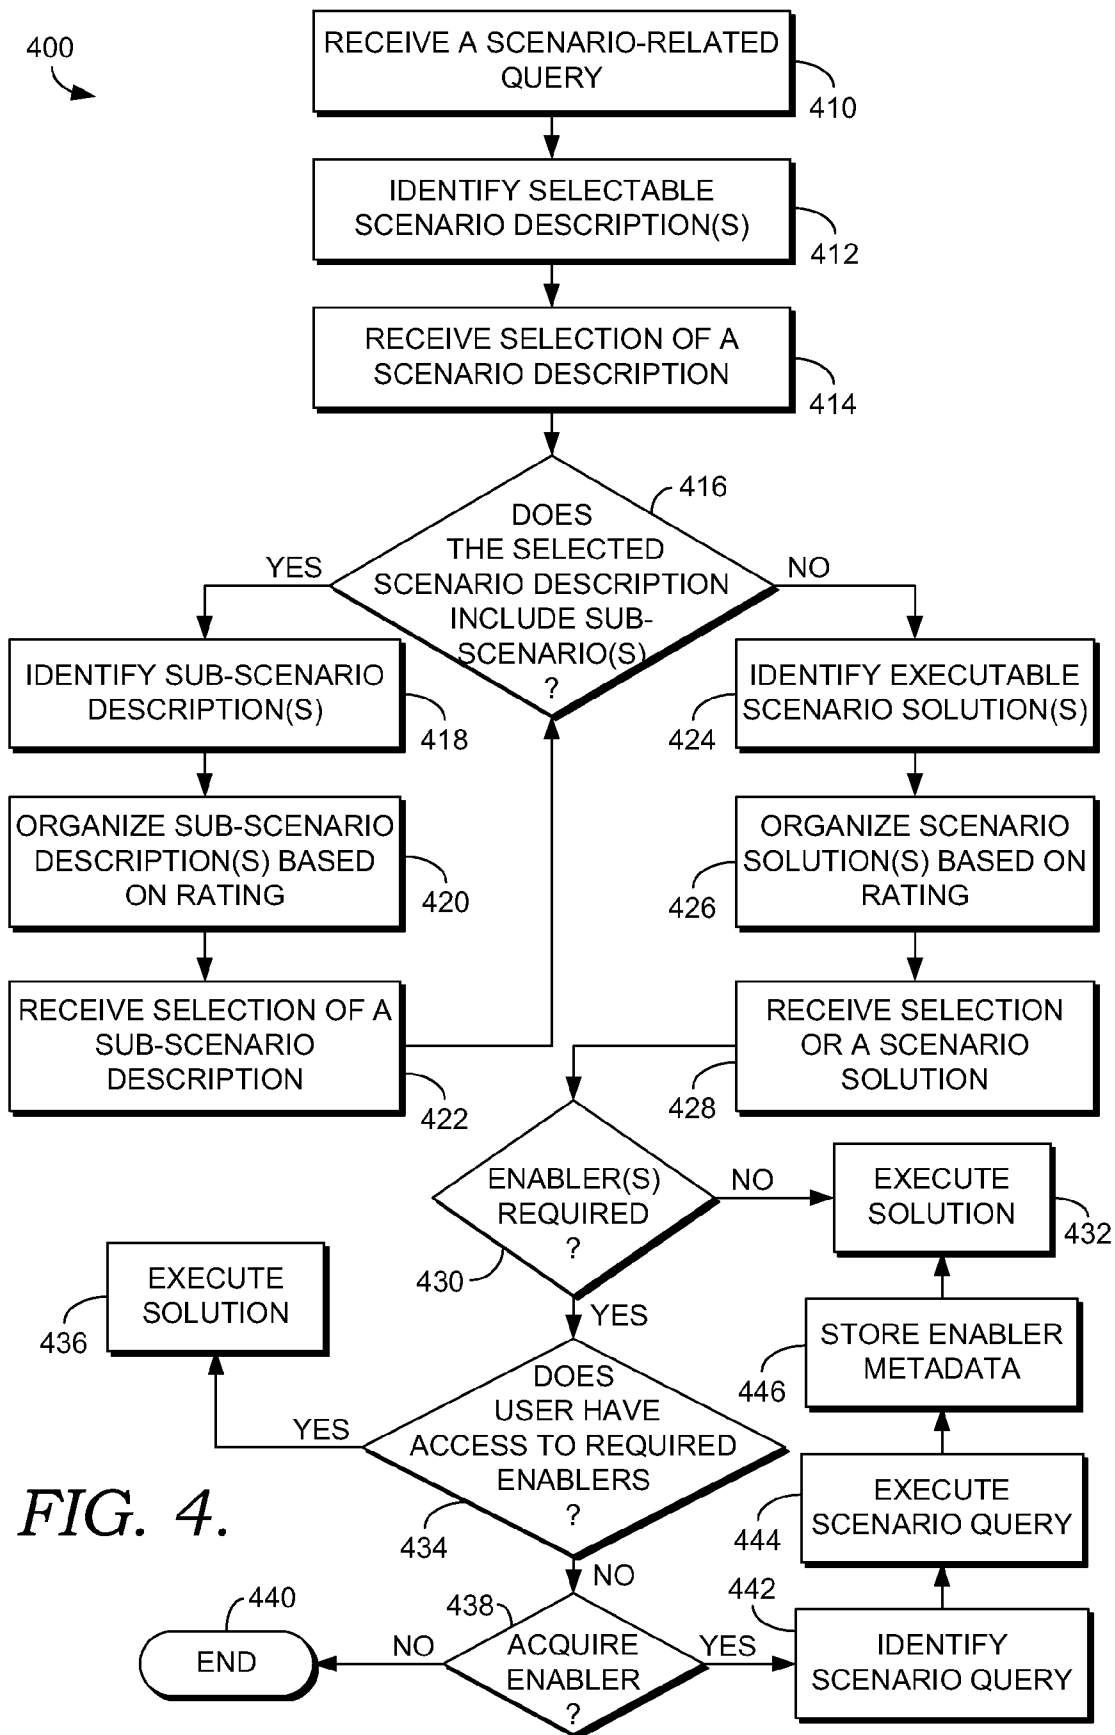 400
RECEIVE A SCENARIO-RELATED
QUERY
410
IDENTIFY SELECTABLE
SCENARIO DESCRIPTION(S)
412
RECEIVE SELECTION OF A
SCENARIO DESCRIPTION
414
416
DOES
THE SELECTED
SCENARIO DESCRIPTION
INCLUDE SUB-
SCENARIO(S)
?
YES
NO
IDENTIFY SUB-SCENARIO
DESCRIPTION(S)
418
ORGANIZE SUB-SCENARIO
DESCRIPTION(S) BASED
ON RATING
420
RECEIVE SELECTION OF A
SUB-SCENARIO
DESCRIPTION
422
IDENTIFY EXECUTABLE
SCENARIO SOLUTION(S)
424
ORGANIZE SCENARIO
SOLUTION(S) BASED ON
RATING
426
RECEIVE SELECTION
OR A SCENARIO
SOLUTION
428
ENABLER(S)
REQUIRED
?
430
NO
EXECUTE
SOLUTION
432
YES
DOES
USER HAVE
ACCESS TO REQUIRED
ENABLERS
?
434
YES
EXECUTE
SOLUTION
436
NO
438
ACQUIRE
ENABLER
?
NO
440
END
YES
442
IDENTIFY
SCENARIO QUERY
EXECUTE
SCENARIO QUERY
444
STORE ENABLER
METADATA
446
FIG. 4.